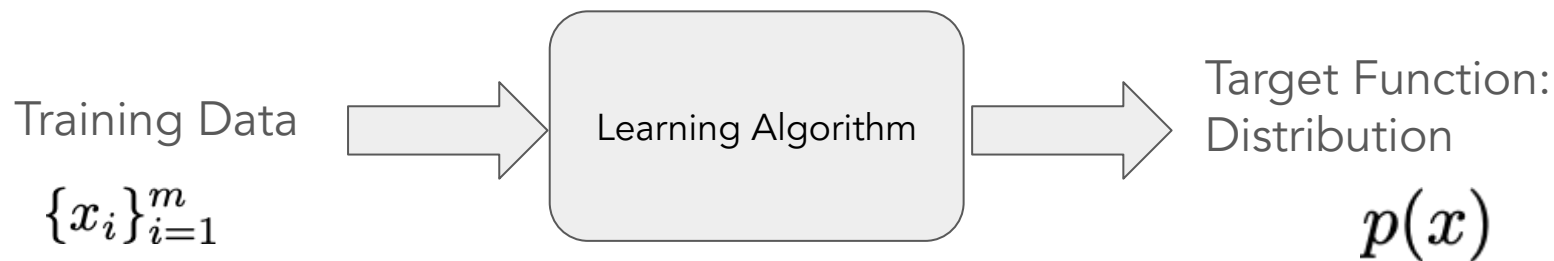 Training Data
{x_i}_{i=1}^m
Learning Algorithm
Target Function:
Distribution
p(x)